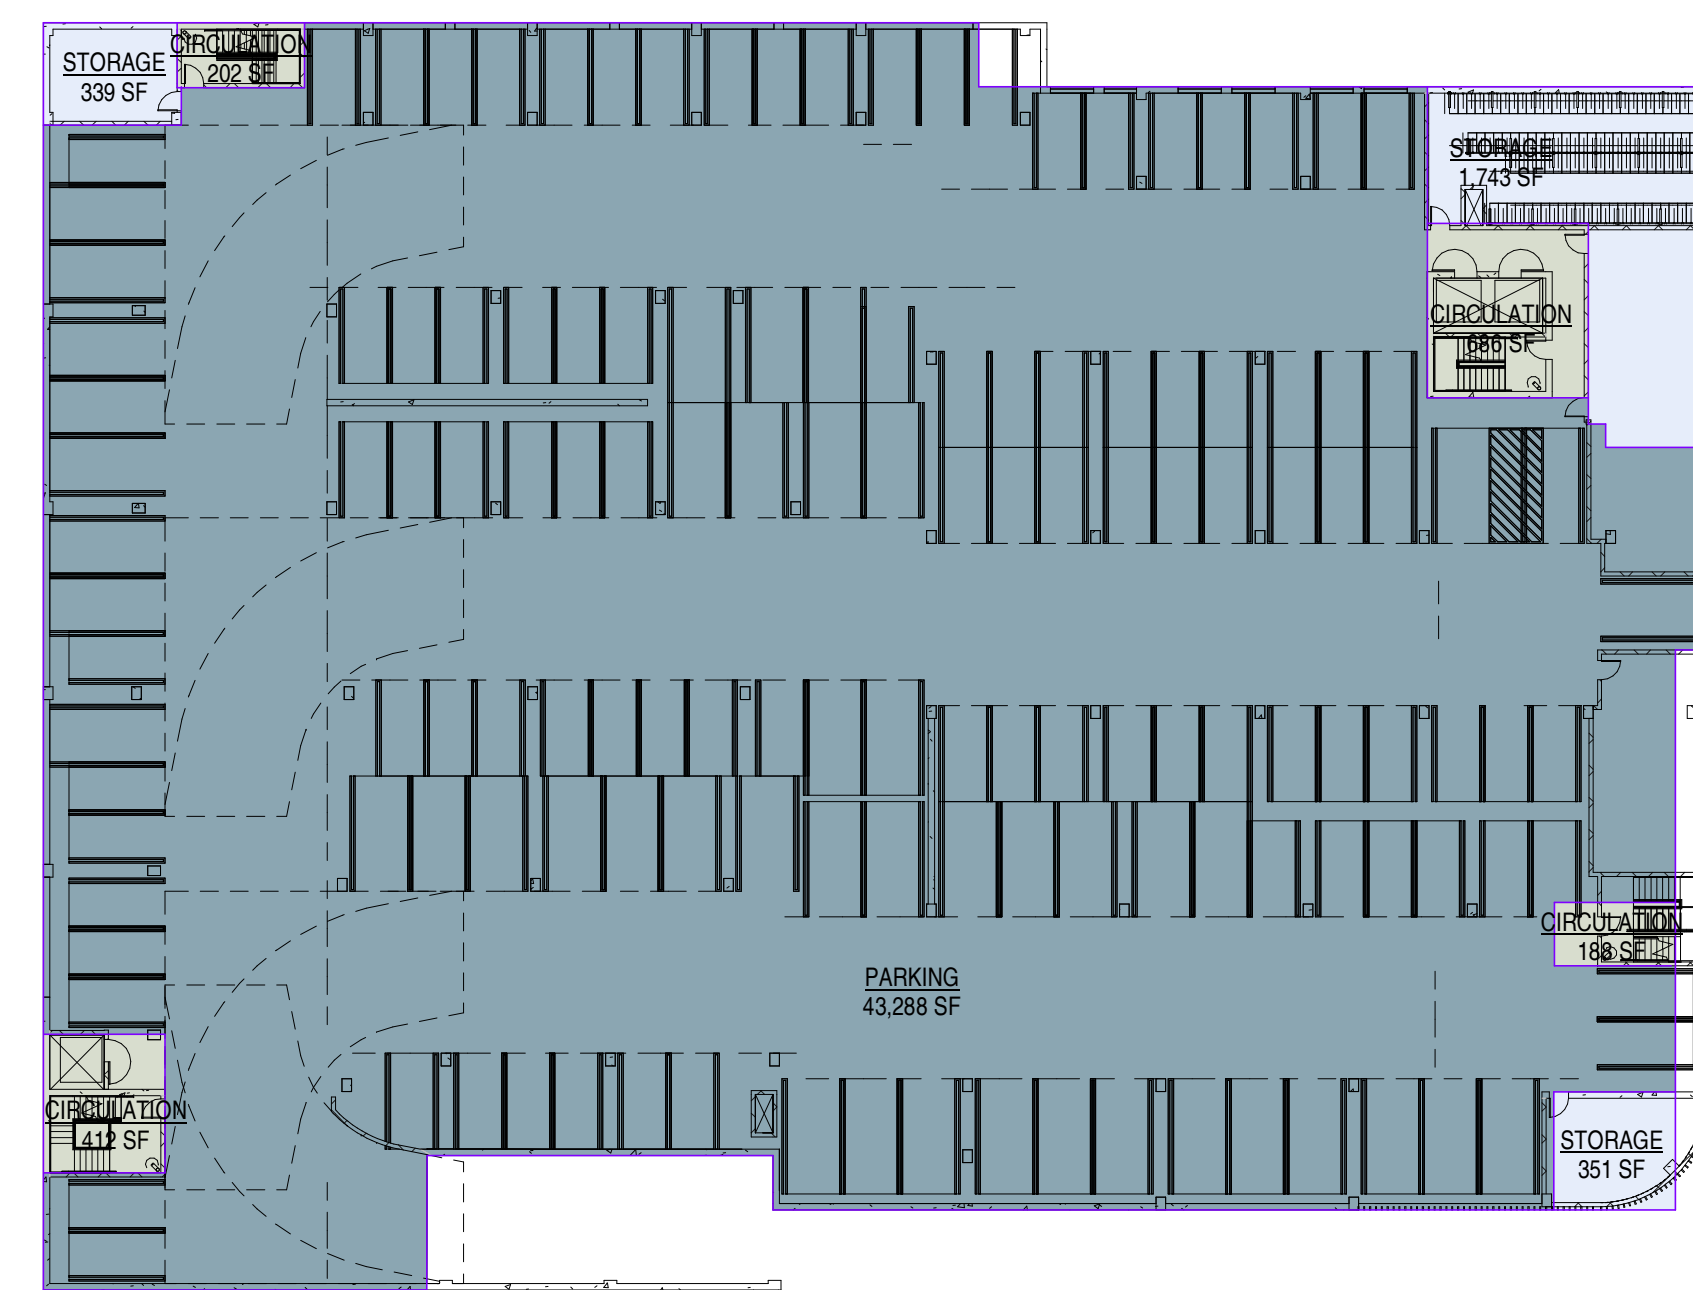 CIRCULATION
202 SF
STORAGE
339 SF
STORAGE
1,743 SF
CIRCULATION
686 SF
CIRCULATION
188 SF
PARKING
43,288 SF
CIRCULATION
412 SF
STORAGE
351 SF